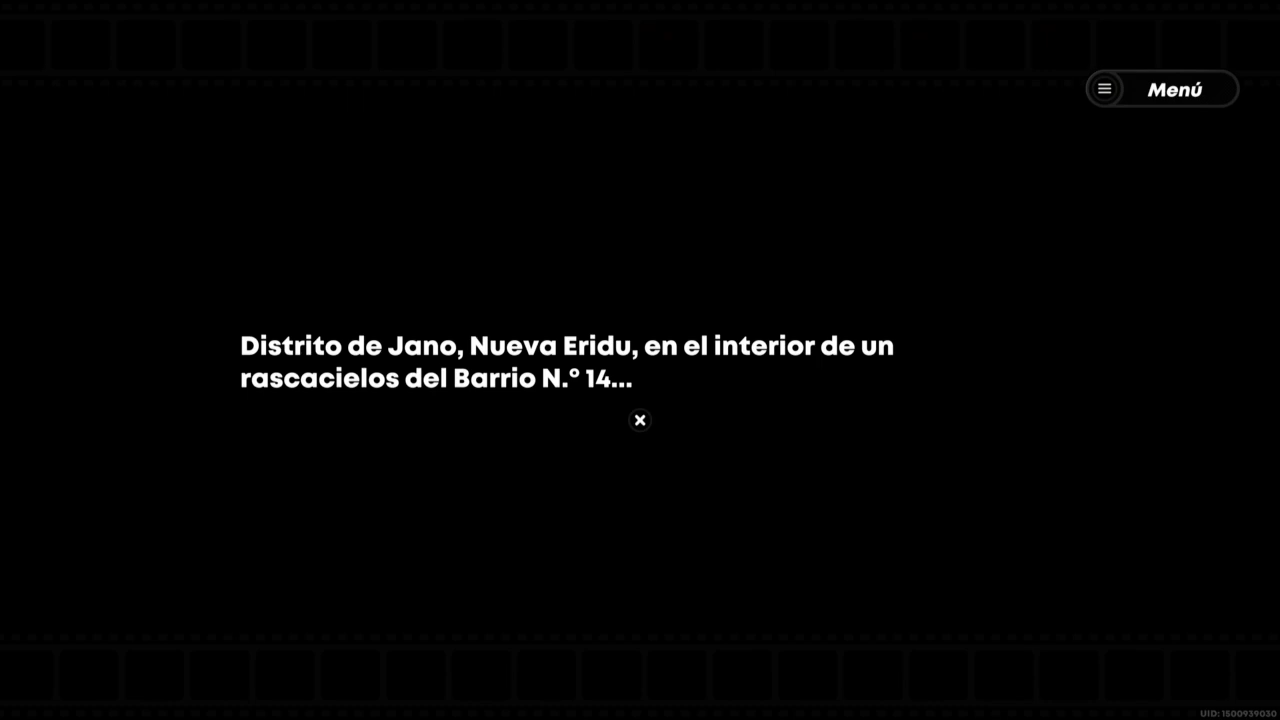 Menú
Distrito de Jano, Nueva Eridu, en el interior de un
rascacielos del Barrio N.º 14...
UID: 1500939030